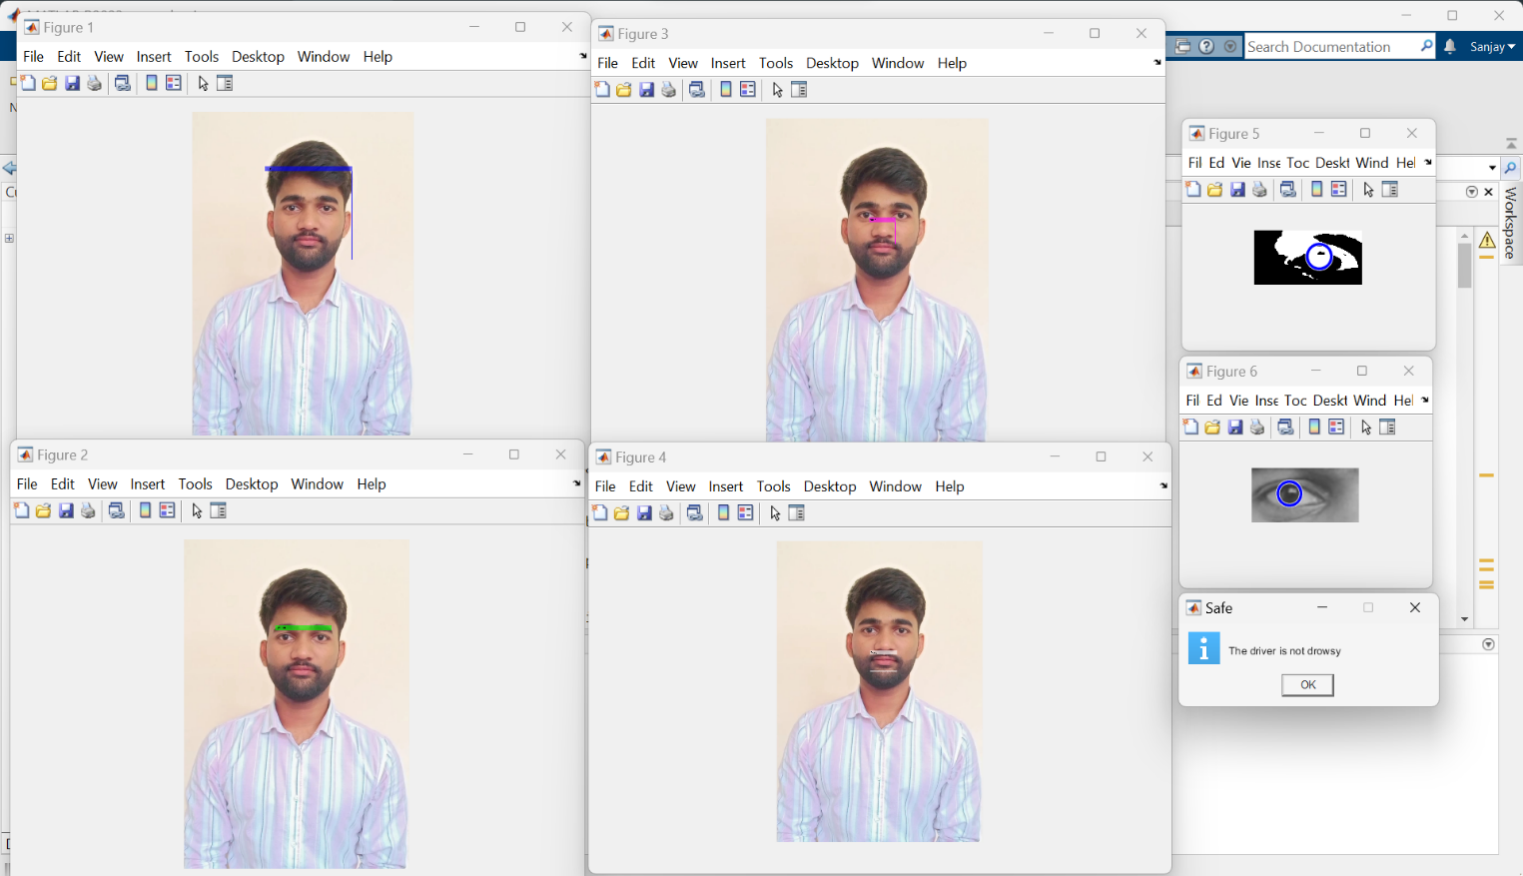 Figure 1
File Edit View Insert Tools Desktop Window Help
Figure 3
File Edit View Insert Tools Desktop Window Help
Search Documentation
Sanjay
Figure 5
Fil Ed Vie Inse Toc Deskt Wind Hel
Workspace
Figure 6
Fil Ed Vie Inse Toc Deskt Wind Hel
Figure 2
File Edit View Insert Tools Desktop Window Help
Figure 4
File Edit View Insert Tools Desktop Window Help
Safe
The driver is not drowsy
OK